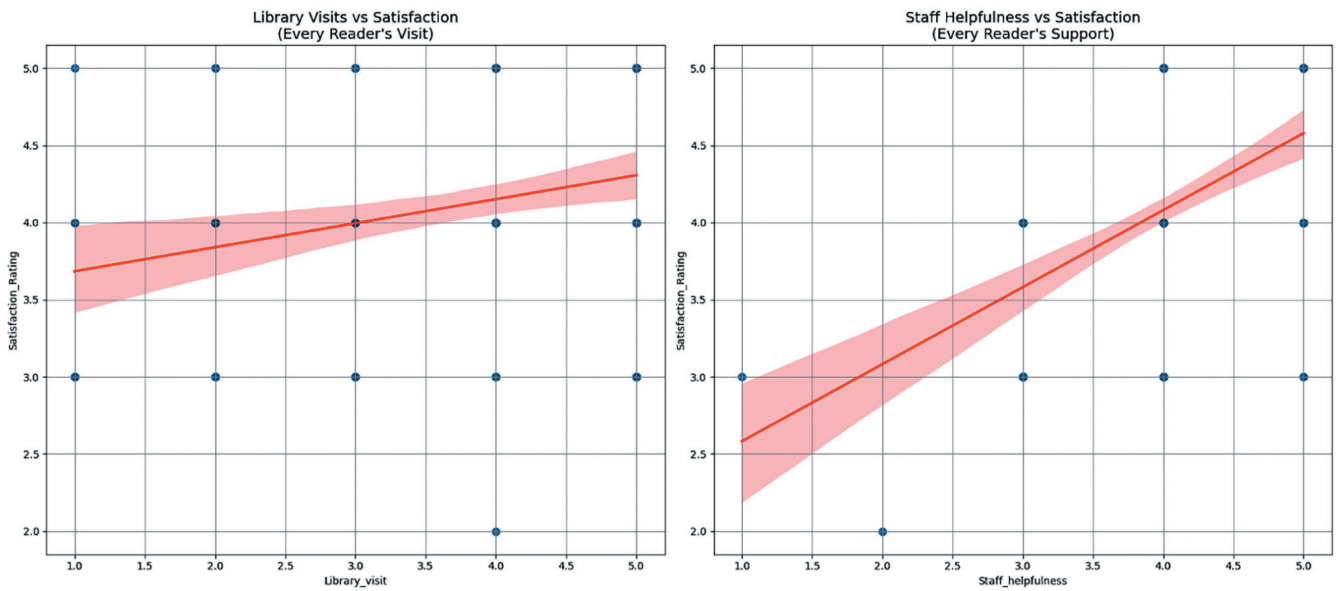 Library Visits vs Satisfaction
(Every Reader's Visit)
5.0
4.5
4.0
3.5
3.0
2.5
2.0
Satisfaction_Rating
1.0 1.5 2.0 2.5 3.0 3.5 4.0 4.5 5.0
Library_visit
Staff Helpfulness vs Satisfaction
(Every Reader's Support)
5.0
4.5
4.0
3.5
3.0
2.5
2.0
Satisfaction_Rating
1.0 1.5 2.0 2.5 3.0 3.5 4.0 4.5 5.0
Staff_helpfulness